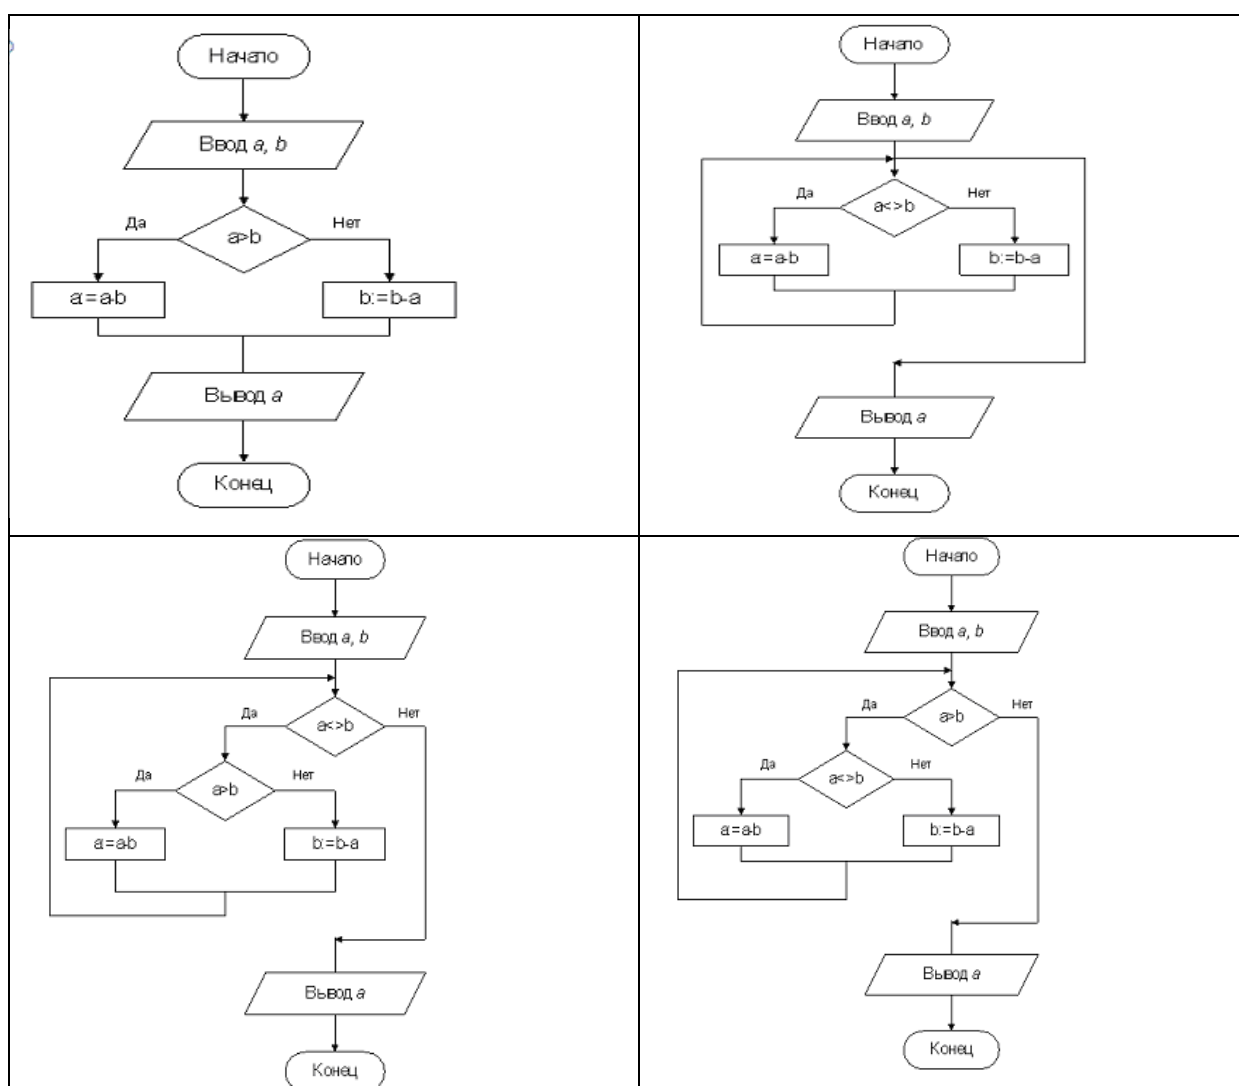 Начало
Ввод a, b
Да
Нет
a>b
a:=a-b
b:=b-a
Вывод a
Конец
Начало
Ввод a, b
Да
Нет
a<>b
a:=a-b
b:=b-a
Вывод a
Конец
Начало
Ввод a, b
Да
Нет
a<>b
Да
Нет
a>b
a:=a-b
b:=b-a
Вывод a
Конец
Начало
Ввод a, b
Да
Нет
a>b
Да
Нет
a<>b
a:=a-b
b:=b-a
Вывод a
Конец